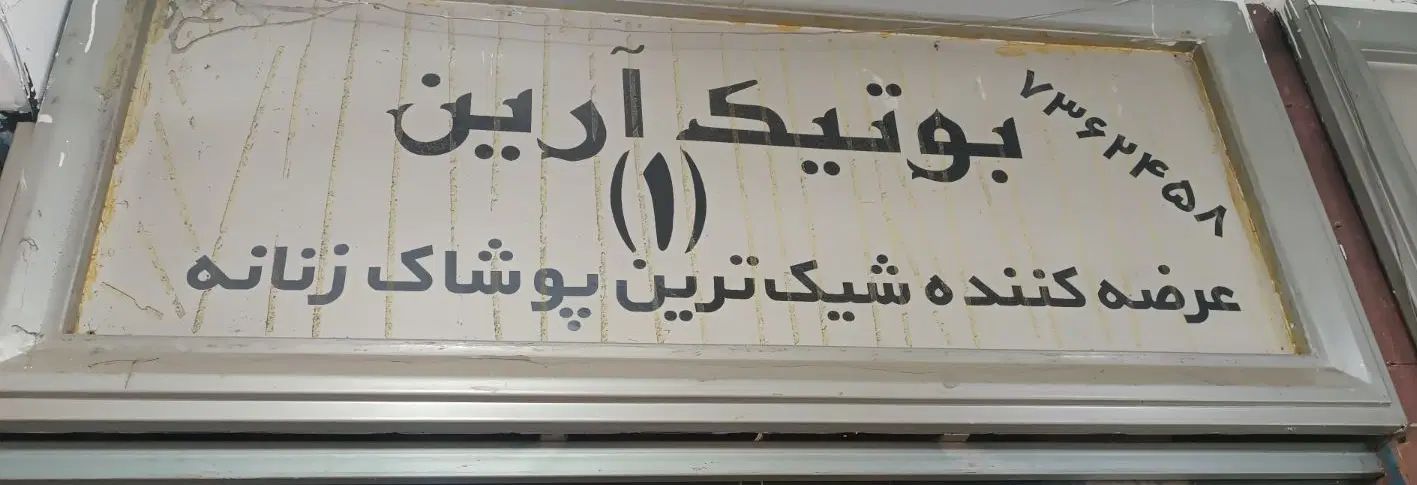 بوتیک آرین
۷۳۶۲۴۵۸
(۱)
عرضه کننده شیک‌ترین پوشاک زنانه